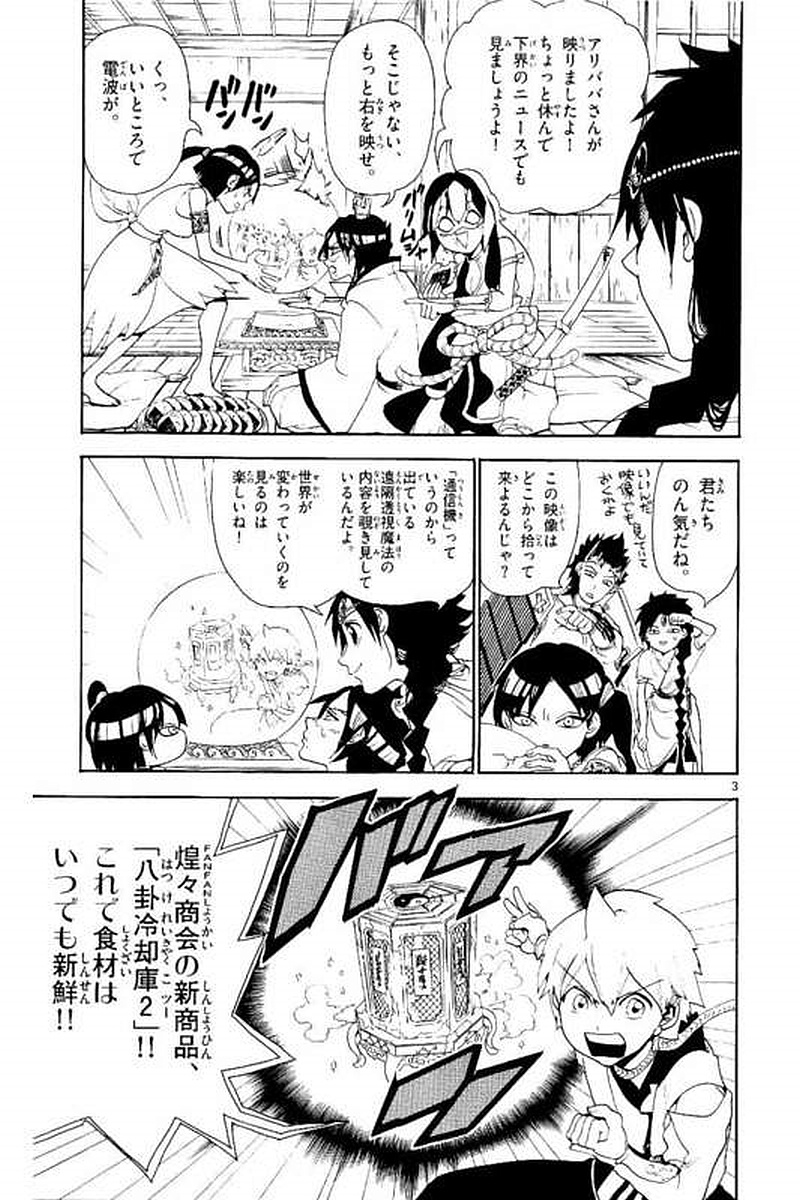 アリババさんが
映りましたよ！
ちょっと休んで
下界のニュースでも
見ましょうよ！
そこじゃない、
もっと右を映せ。
くっ、
いいところで
電波が。
バンバン
バリムシャ
君たち
のん気だね。
いいんだ
映像でも見ていて
おくれよ
この映像は
どこから拾って
来よるんじゃ？
「通信機」って
いうのから
出ている
遠隔透視魔法の
内容を覗き見して
いるんだよ。
世界が
変わっていくのを
見るのは
楽しいね！
3
バァーン
煌々商会の新商品、
「八卦冷却庫2」!!
これで食材は
いつでも新鮮!!